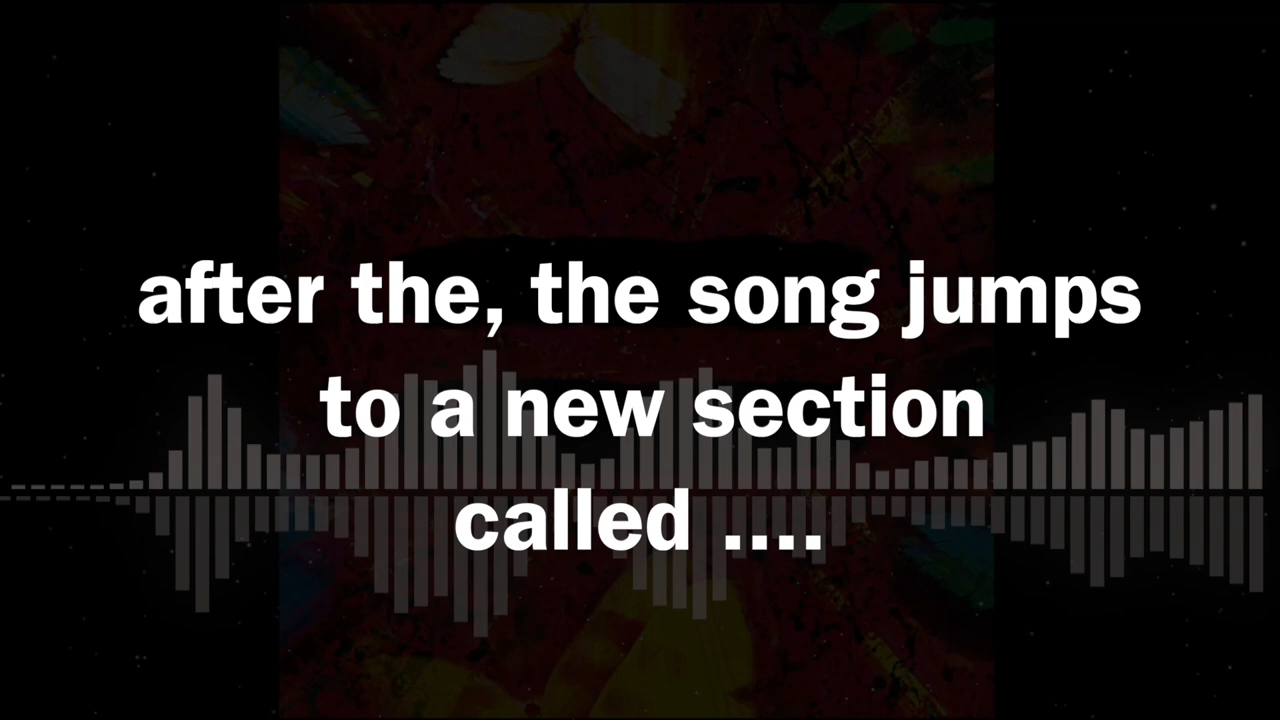 after the, the song jumps
to a new section
called ....